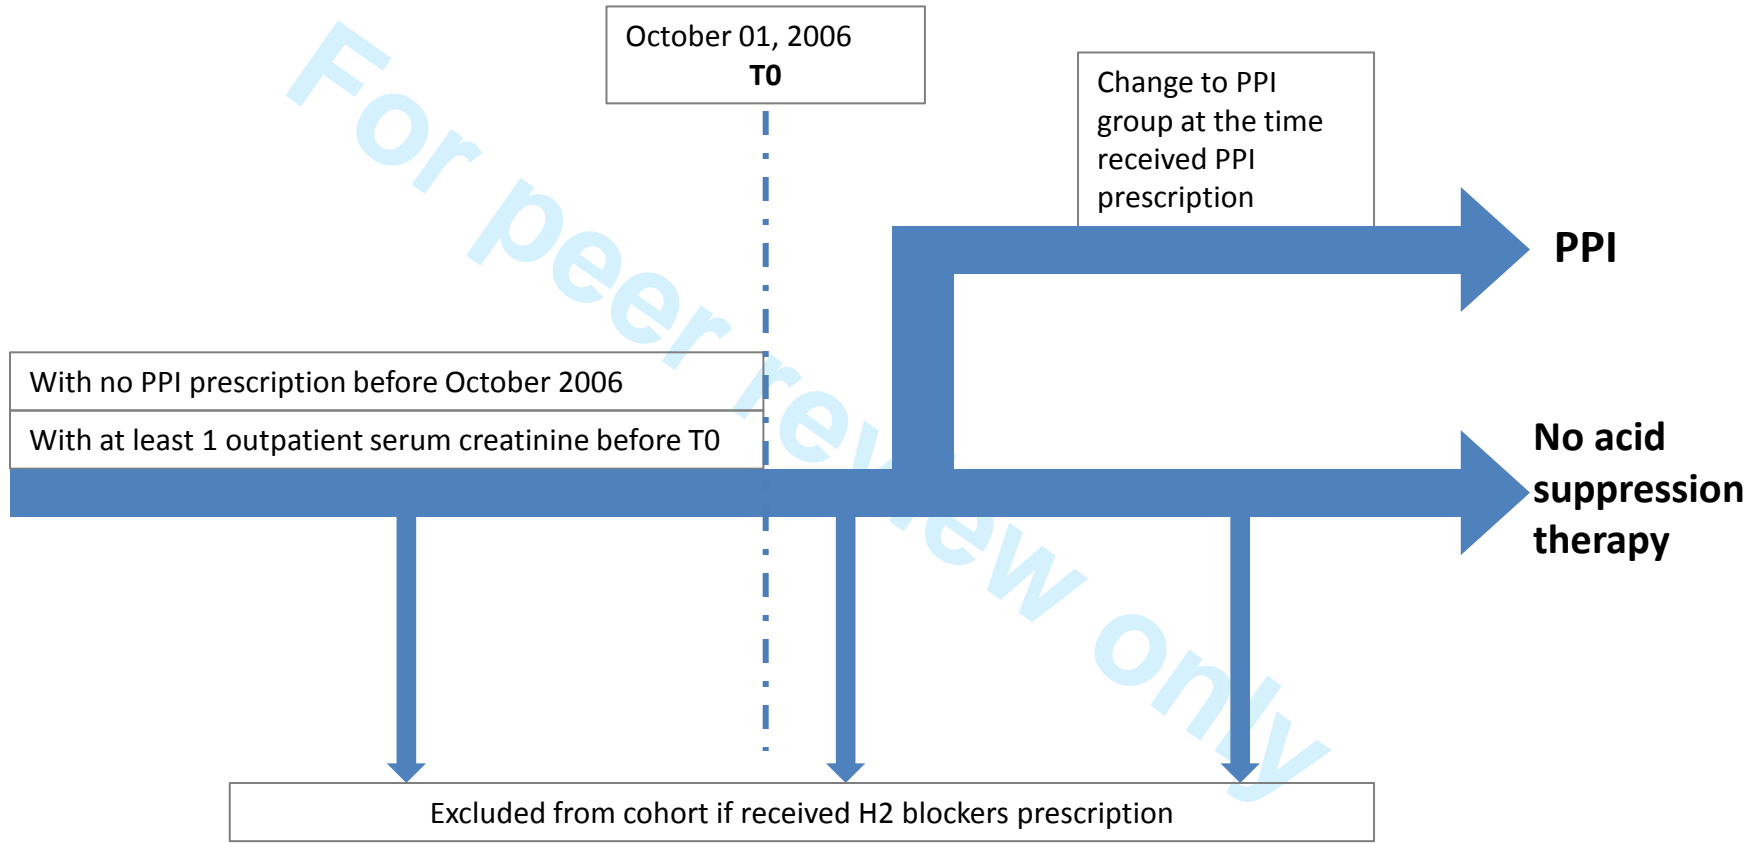 October 01, 2006
T0
Change to PPI
group at the time
received PPI
prescription
PPI
With no PPI prescription before October 2006
With at least 1 outpatient serum creatinine before T0
No acid
suppression
therapy
Excluded from cohort if received H2 blockers prescription
For peer review only